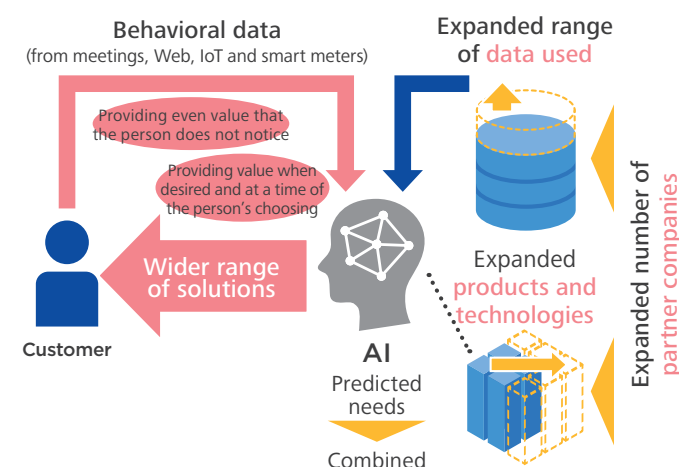 Behavioral data
(from meetings, Web, IoT and smart meters)
Expanded range
of data used
Providing even value that
the person does not notice
Providing value when
desired and at a time of
the person's choosing
Wider range
of solutions
Customer
AI
Predicted
needs
Combined
Expanded
products and
technologies
Expanded number of
partner companies